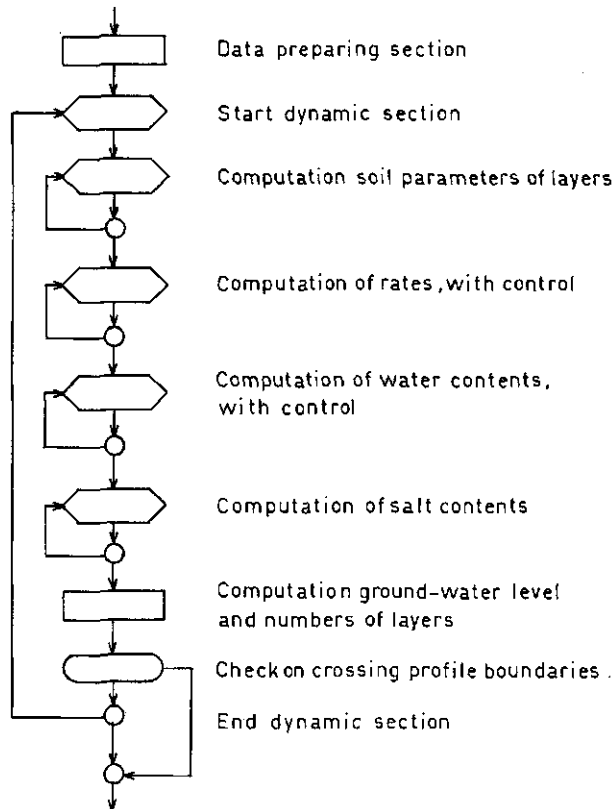 Data preparing section
Start dynamic section
Computation soil parameters of layers
Computation of rates, with control
Computation of water contents,
with control
Computation of salt contents
Computation ground-water level
and numbers of layers
Check on crossing profile boundaries.
End dynamic section